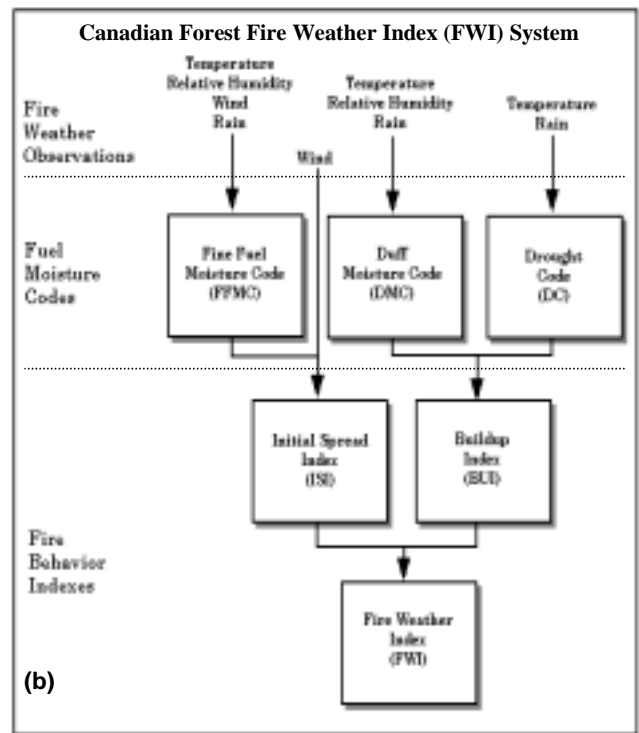 Canadian Forest Fire Weather Index (FWI) System
Temperature
Relative Humidity
Wind
Rain
Temperature
Relative Humidity
Rain
Temperature
Rain
Fire
Weather
Observations
Wind
Fuel
Moisture
Codes
Fine Fuel
Moisture Code
(FFMC)
Duff
Moisture Code
(DMC)
Drought
Code
(DC)
Initial Spread
Index
(ISI)
Buildup
Index
(BUI)
Fire
Behavior
Indexes
Fire Weather
Index
(FWI)
(b)